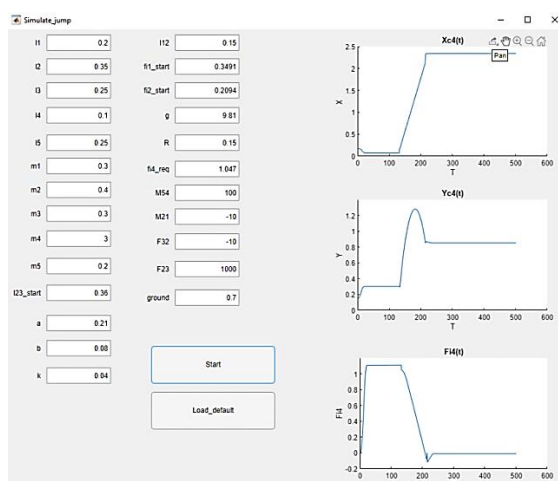 Simulate_jump
l1 0.2
l2 0.35
l3 0.25
l4 0.1
l5 0.25
m1 0.3
m2 0.4
m3 0.3
m4 3
m5 0.2
l23_start 0.36
a 0.21
b 0.08
k 0.04
l12 0.15
fi1_start 0.3491
fi2_start 0.2094
g 9.81
R 0.15
fi4_req 1.047
M54 100
M21 -10
F32 -10
F23 1000
ground 0.7
Start
Load_default
Xc4(t)
Pan
2.5
2
1.5
1
0.5
0
X
0 100 200 300 400 500 600
T
Yc4(t)
1.2
1
0.8
0.6
0.4
0.2
0
Y
0 100 200 300 400 500 600
T
Fi4(t)
1
0.8
0.6
0.4
0.2
0
-0.2
Fi4
0 100 200 300 400 500 600